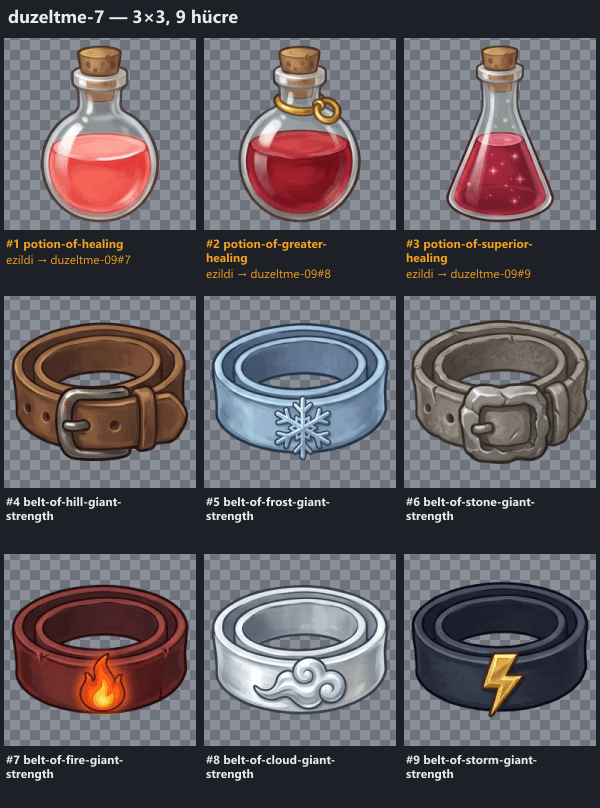 duzeltme-7 — 3×3, 9 hücre
#1 potion-of-healing
ezildi → duzeltme-09#7
#2 potion-of-greater-
healing
ezildi → duzeltme-09#8
#3 potion-of-superior-
healing
ezildi → duzeltme-09#9
#4 belt-of-hill-giant-
strength
#5 belt-of-frost-giant-
strength
#6 belt-of-stone-giant-
strength
#7 belt-of-fire-giant-
strength
#8 belt-of-cloud-giant-
strength
#9 belt-of-storm-giant-
strength